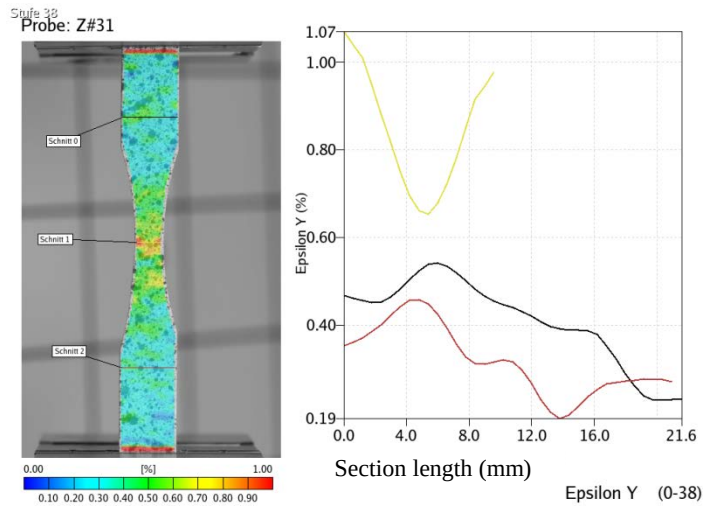 Stufe 38
Probe: Z#31
Schnitt 0
Schnitt 1
Schnitt 2
0.00 [%] 1.00
0.10 0.20 0.30 0.40 0.50 0.60 0.70 0.80 0.90
1.07
1.00
0.80
0.60
0.40
0.19
Epsilon Y (%)
0.0 4.0 8.0 12.0 16.0 21.6
Section length (mm)
Epsilon Y (0-38)